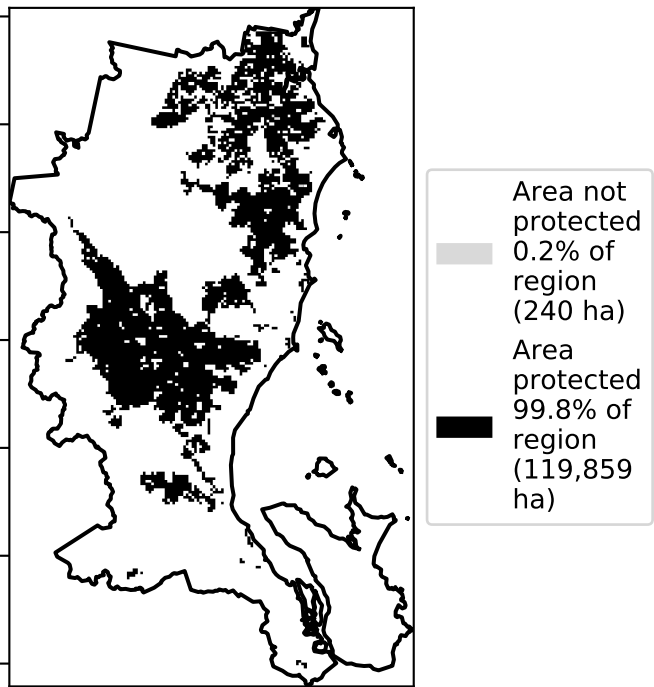 Area not
protected
0.2% of
region
(240 ha)
Area
protected
99.8% of
region
(119,859
ha)